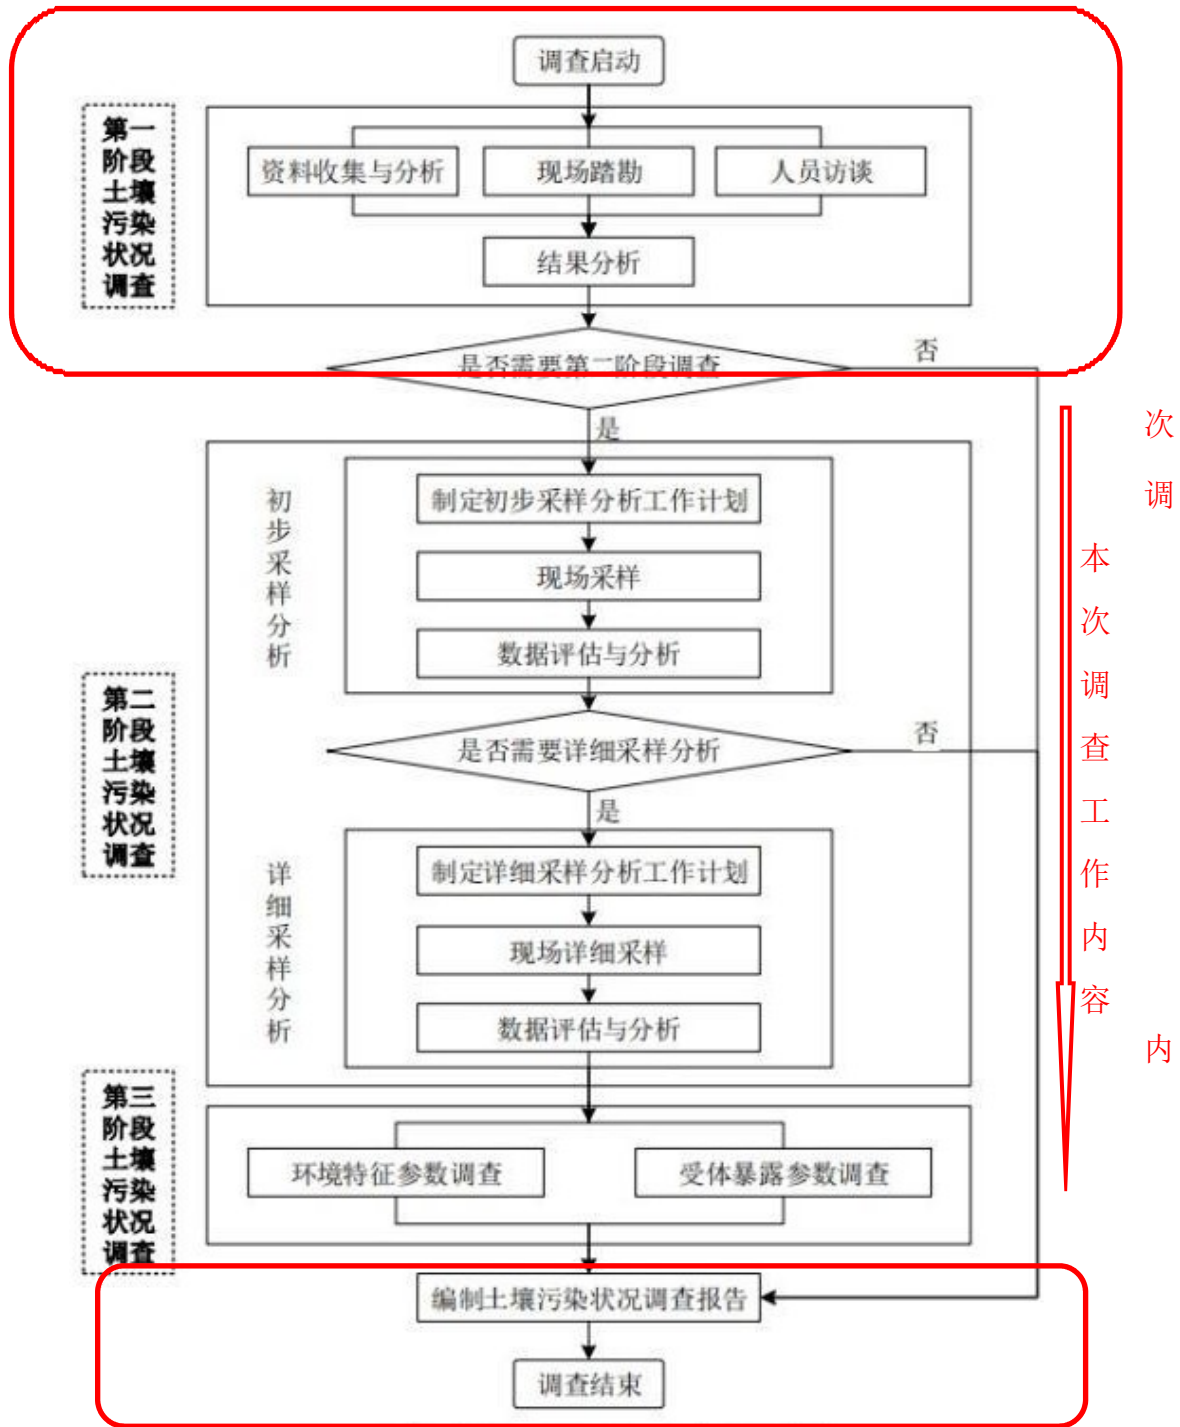 调查启动
第一
阶段
土壤
污染
状况
调查
资料收集与分析
现场踏勘
人员访谈
结果分析
是否需要第二阶段调查
否
是
第二
阶段
土壤
污染
状况
调查
初步采样分析
制定初步采样分析工作计划
现场采样
数据评估与分析
是否需要详细采样分析
否
是
详细采样分析
制定详细采样分析工作计划
现场详细采样
数据评估与分析
第三
阶段
土壤
污染
状况
调查
环境特征参数调查
受体暴露参数调查
编制土壤污染状况调查报告
调查结束
本次调查工作内容
次
调
内